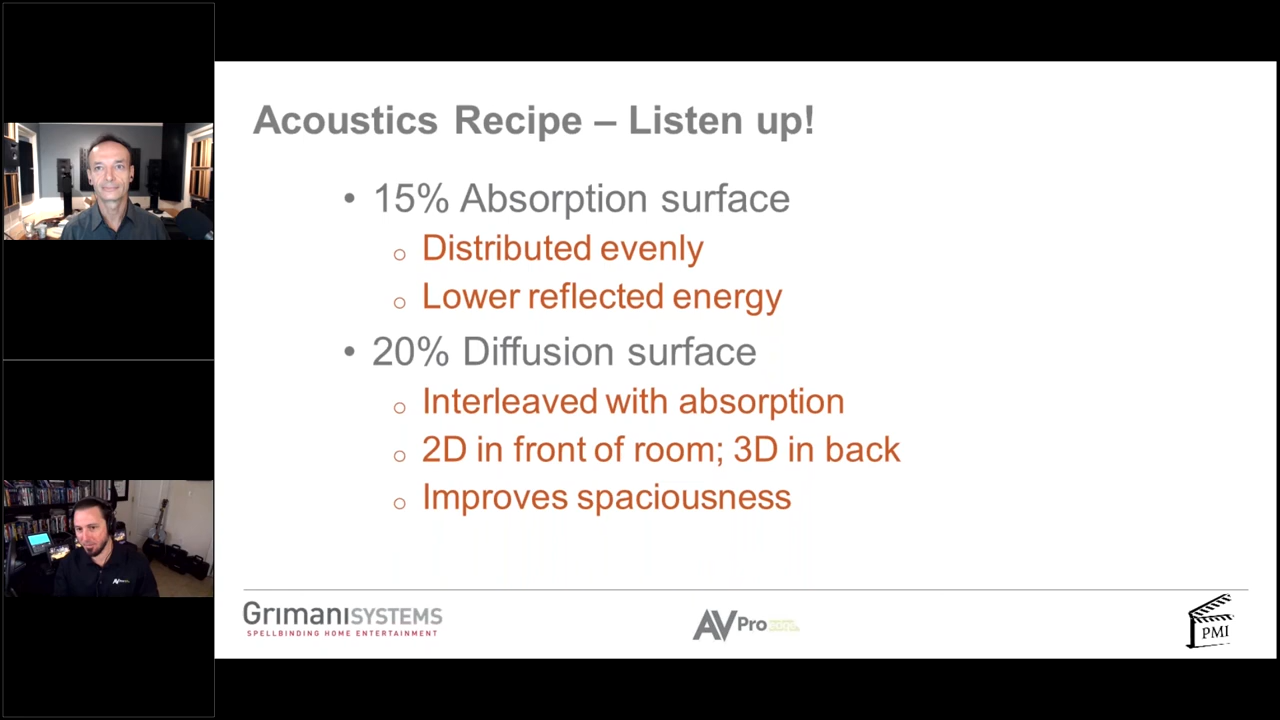 Acoustics Recipe – Listen up!
• 15% Absorption surface
o Distributed evenly
o Lower reflected energy
• 20% Diffusion surface
o Interleaved with absorption
o 2D in front of room; 3D in back
o Improves spaciousness
GrimaniSYSTEMS
SPELLBINDING HOME ENTERTAINMENT
AVPro
PMI